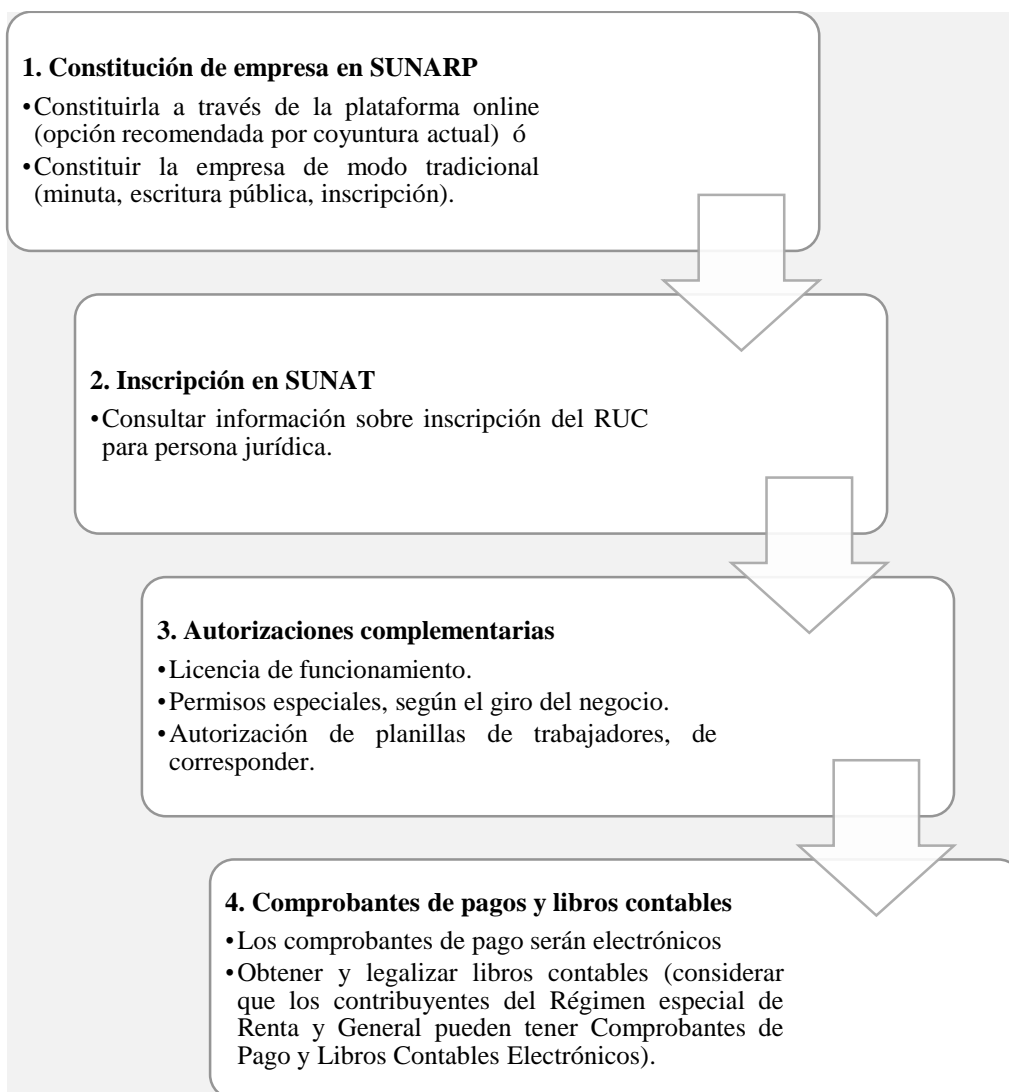 1. Constitución de empresa en SUNARP
•Constituirla a través de la plataforma online
(opción recomendada por coyuntura actual) ó
•Constituir la empresa de modo tradicional
(minuta, escritura pública, inscripción).
2. Inscripción en SUNAT
•Consultar información sobre inscripción del RUC
para persona jurídica.
3. Autorizaciones complementarias
•Licencia de funcionamiento.
•Permisos especiales, según el giro del negocio.
•Autorización de planillas de trabajadores, de
corresponder.
4. Comprobantes de pagos y libros contables
•Los comprobantes de pago serán electrónicos
•Obtener y legalizar libros contables (considerar
que los contribuyentes del Régimen especial de
Renta y General pueden tener Comprobantes de
Pago y Libros Contables Electrónicos).